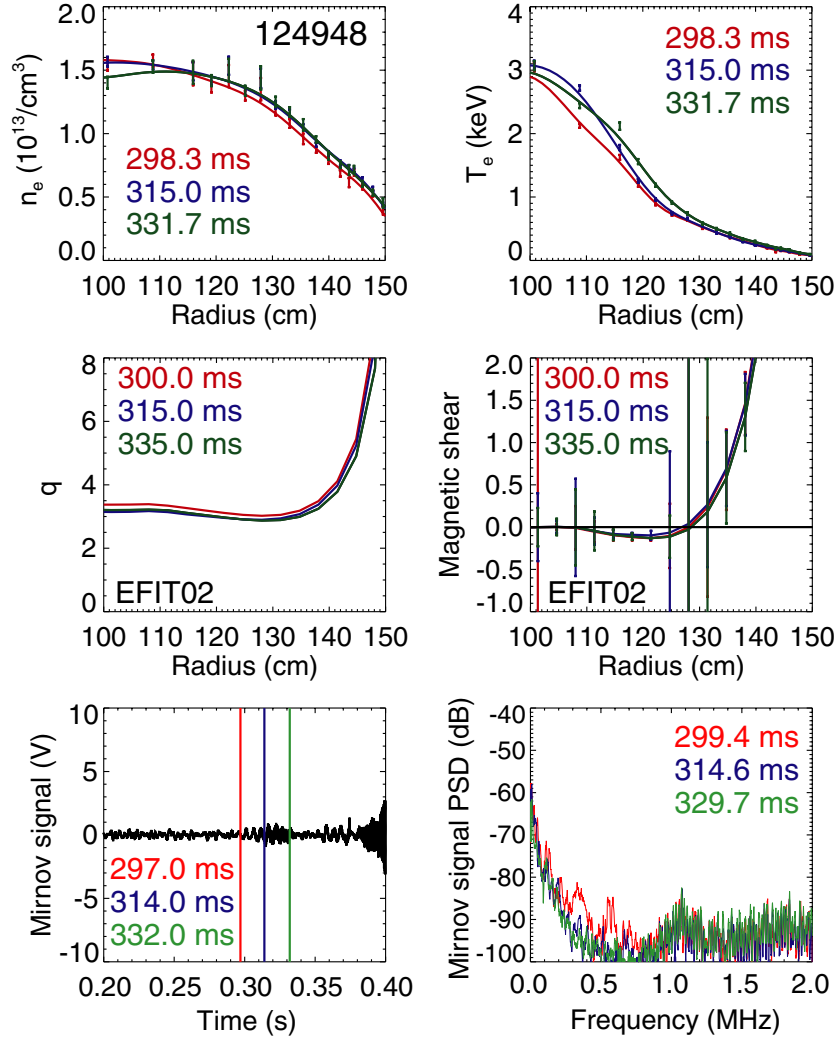 124948
n_e (10^13/cm^3)
2.0
1.5
1.0
0.5
0.0
298.3 ms
315.0 ms
331.7 ms
100 110 120 130 140 150
Radius (cm)
T_e (keV)
4
3
2
1
0
298.3 ms
315.0 ms
331.7 ms
100 110 120 130 140 150
Radius (cm)
q
8
6
4
2
0
300.0 ms
315.0 ms
335.0 ms
EFIT02
100 110 120 130 140 150
Radius (cm)
Magnetic shear
2.0
1.5
1.0
0.5
0.0
-0.5
-1.0
300.0 ms
315.0 ms
335.0 ms
EFIT02
100 110 120 130 140 150
Radius (cm)
Mirnov signal (V)
10
5
0
-5
-10
297.0 ms
314.0 ms
332.0 ms
0.20 0.25 0.30 0.35 0.40
Time (s)
Mirnov signal PSD (dB)
-40
-50
-60
-70
-80
-90
-100
299.4 ms
314.6 ms
329.7 ms
0.0 0.5 1.0 1.5 2.0
Frequency (MHz)